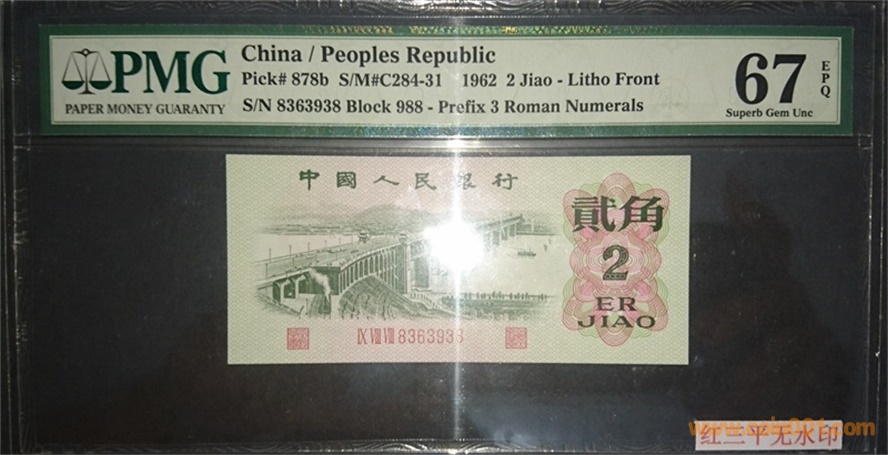 PMG
PAPER MONEY GUARANTY
China / Peoples Republic
Pick# 878b S/M#C284-31 1962 2 Jiao - Litho Front
S/N 8363938 Block 988 - Prefix 3 Roman Numerals
67
EPQ
Superb Gem Unc
中國人民銀行
貳角
2
ER
JIAO
IX VIII VIII 8363938
红三平无水印